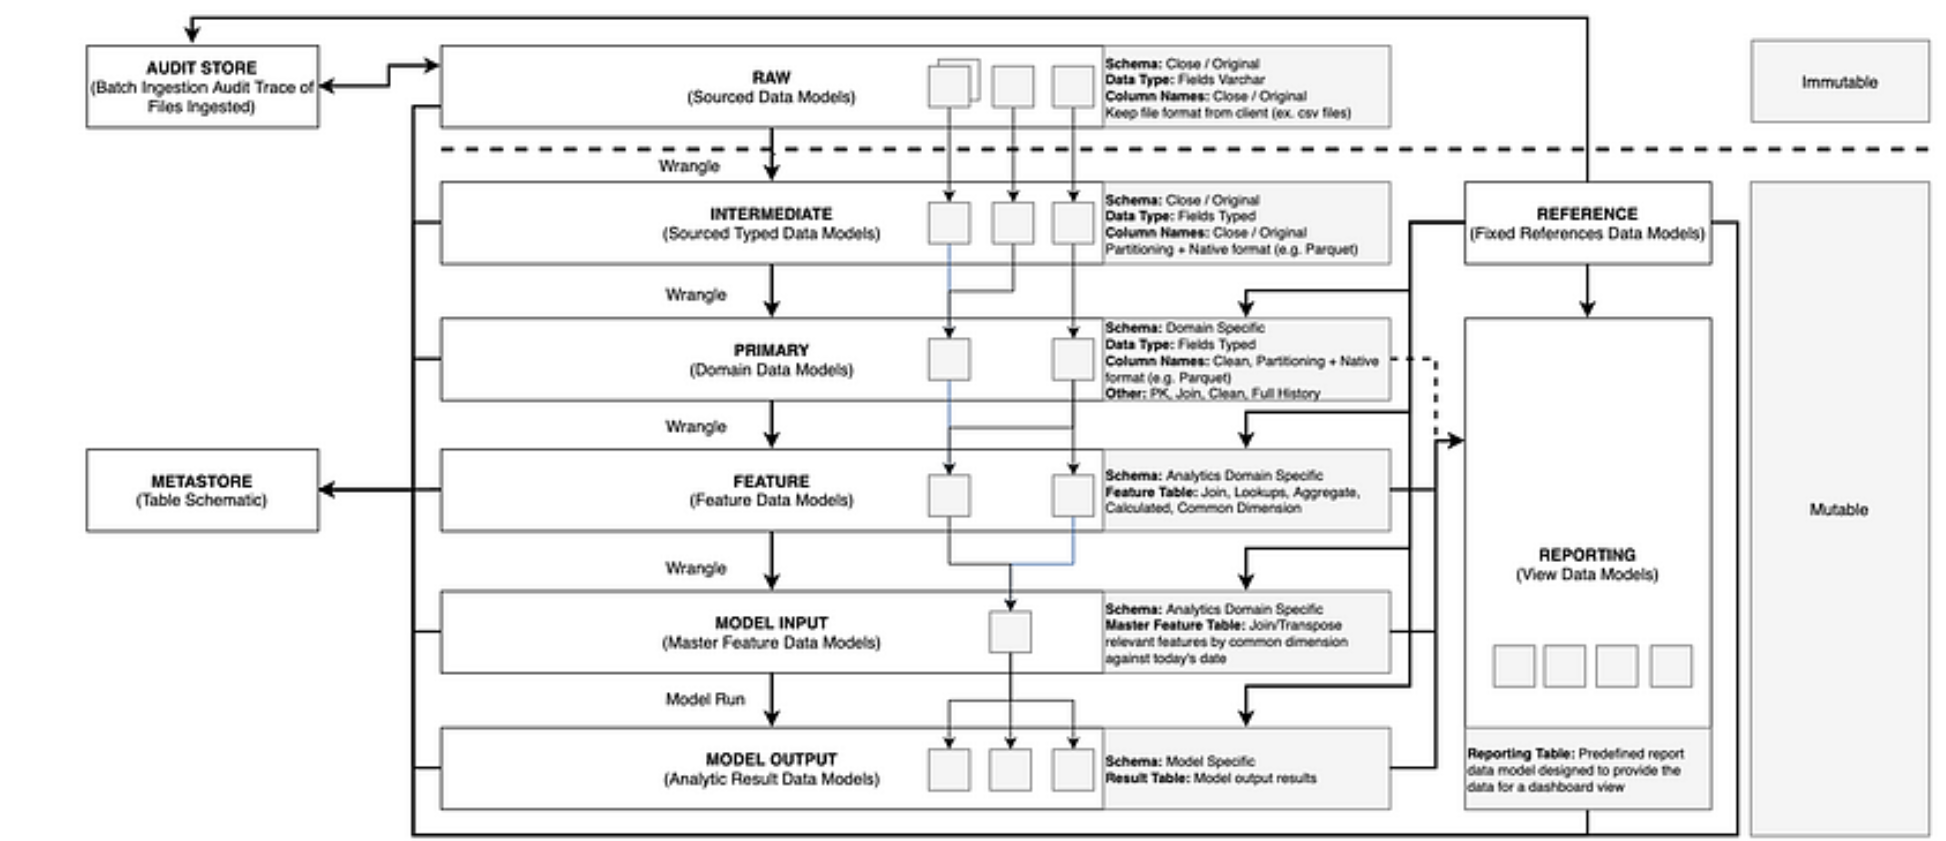 AUDIT STORE
(Batch Ingestion Audit Trace of
Files Ingested)
RAW
(Sourced Data Models)
Schema: Close / Original
Data Type: Fields Varchar
Column Names: Close / Original
Keep file format from client (ex. csv files)
Immutable
Wrangle
INTERMEDIATE
(Sourced Typed Data Models)
Schema: Close / Original
Data Type: Fields Typed
Column Names: Close / Original
Partitioning + Native format (e.g. Parquet)
REFERENCE
(Fixed References Data Models)
Wrangle
PRIMARY
(Domain Data Models)
Schema: Domain Specific
Data Type: Fields Typed
Column Names: Clean, Partitioning + Native
format (e.g. Parquet)
Other: PK, Join, Clean, Full History
Wrangle
METASTORE
(Table Schematic)
FEATURE
(Feature Data Models)
Schema: Analytics Domain Specific
Feature Table: Join, Lookups, Aggregate,
Calculated, Common Dimension
Mutable
Wrangle
REPORTING
(View Data Models)
MODEL INPUT
(Master Feature Data Models)
Schema: Analytics Domain Specific
Master Feature Table: Join/Transpose
relevant features by common dimension
against today's date
Model Run
MODEL OUTPUT
(Analytic Result Data Models)
Schema: Model Specific
Result Table: Model output results
Reporting Table: Predefined report
data model designed to provide the
data for a dashboard view